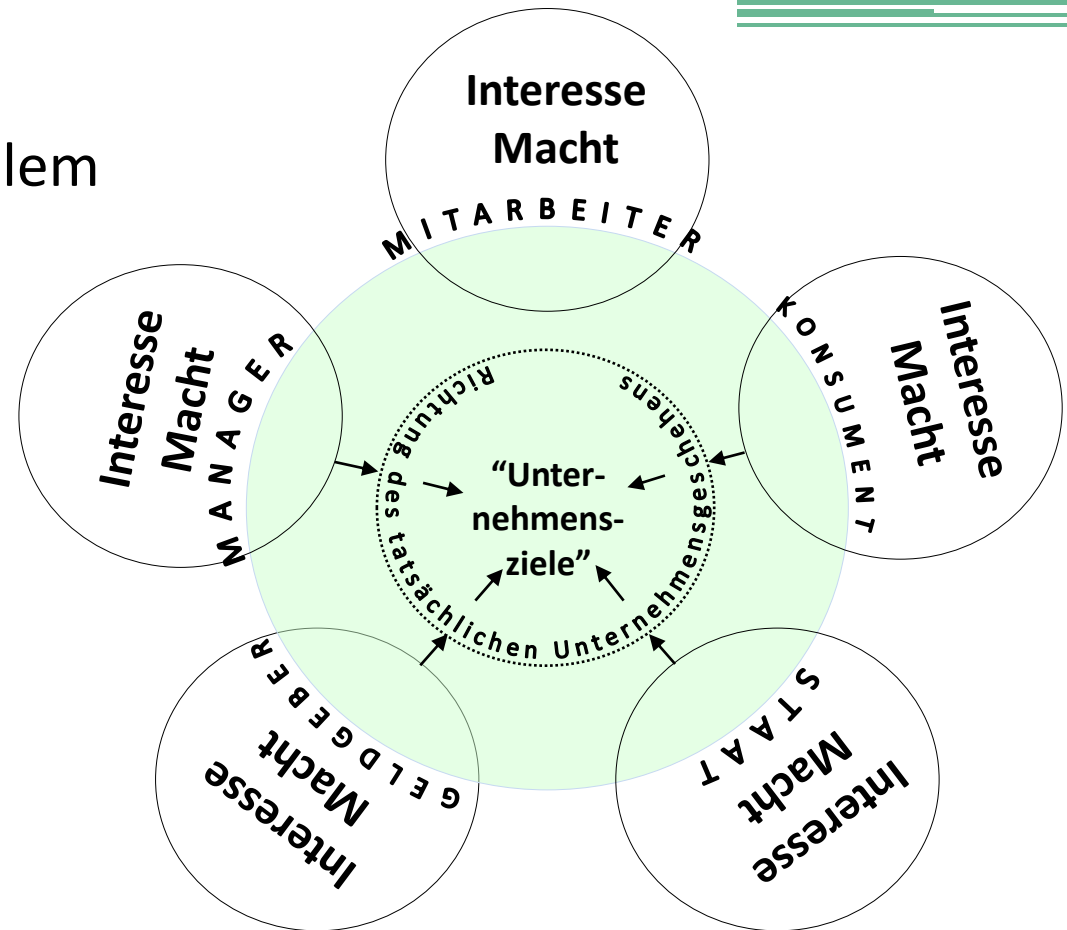 lem
Interesse
Macht
MITARBEITER
Interesse
Macht
MANAGER
Interesse
Macht
KONSUMENT
Richtung des tatsächlichen Unternehmensgeschehens
“Unter-
nehmens-
ziele”
GELDGEBER
Macht
Interesse
STAAT
Macht
Interesse